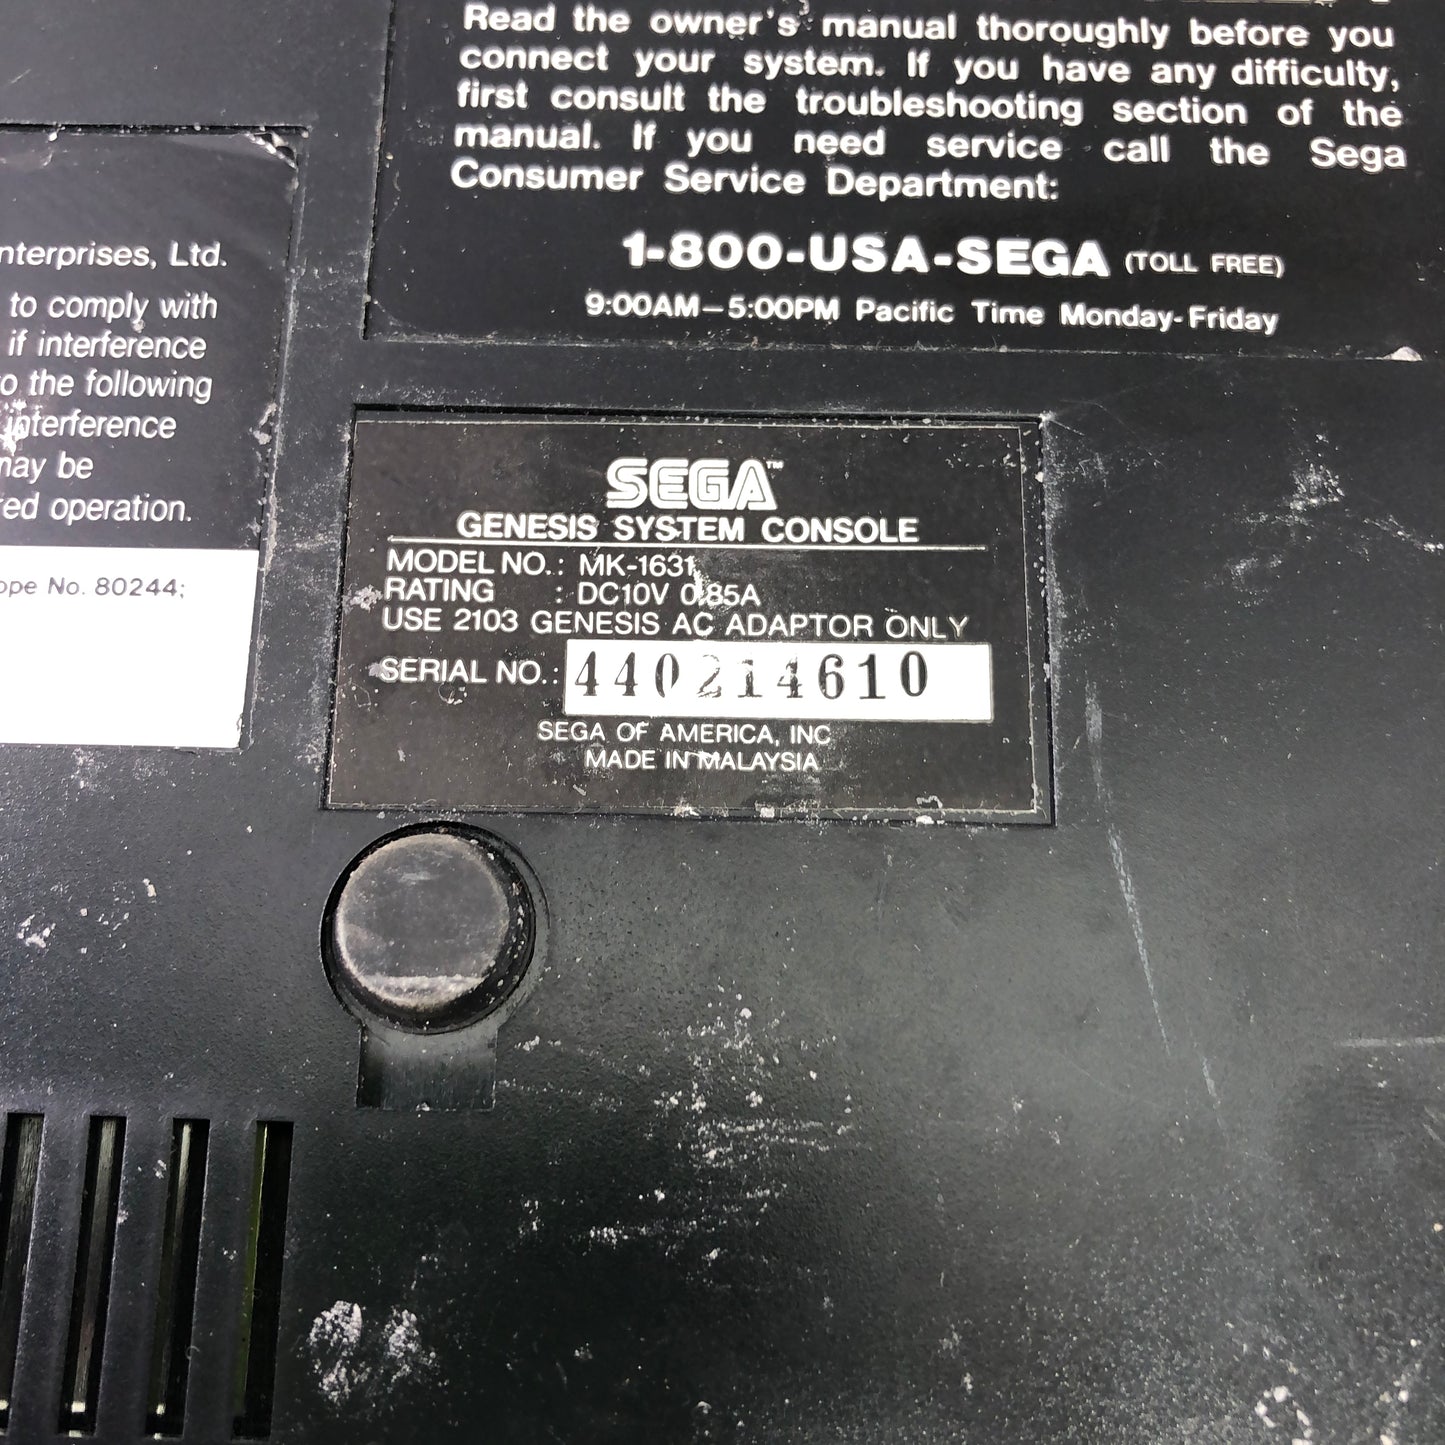 Read the owner's manual thoroughly before you
connect your system. If you have any difficulty,
first consult the troubleshooting section of the
manual. If you need service call the Sega
Consumer Service Department:
1-800-USA-SEGA (TOLL FREE)
9:00AM–5:00PM Pacific Time Monday-Friday
nterprises, Ltd.
to comply with
if interference
o the following
interference
may be
ed operation.
ope No. 80244;
SEGA™
GENESIS SYSTEM CONSOLE
MODEL NO.: MK-1631
RATING : DC10V 0.85A
USE 2103 GENESIS AC ADAPTOR ONLY
SERIAL NO.: 440214610
SEGA OF AMERICA, INC
MADE IN MALAYSIA